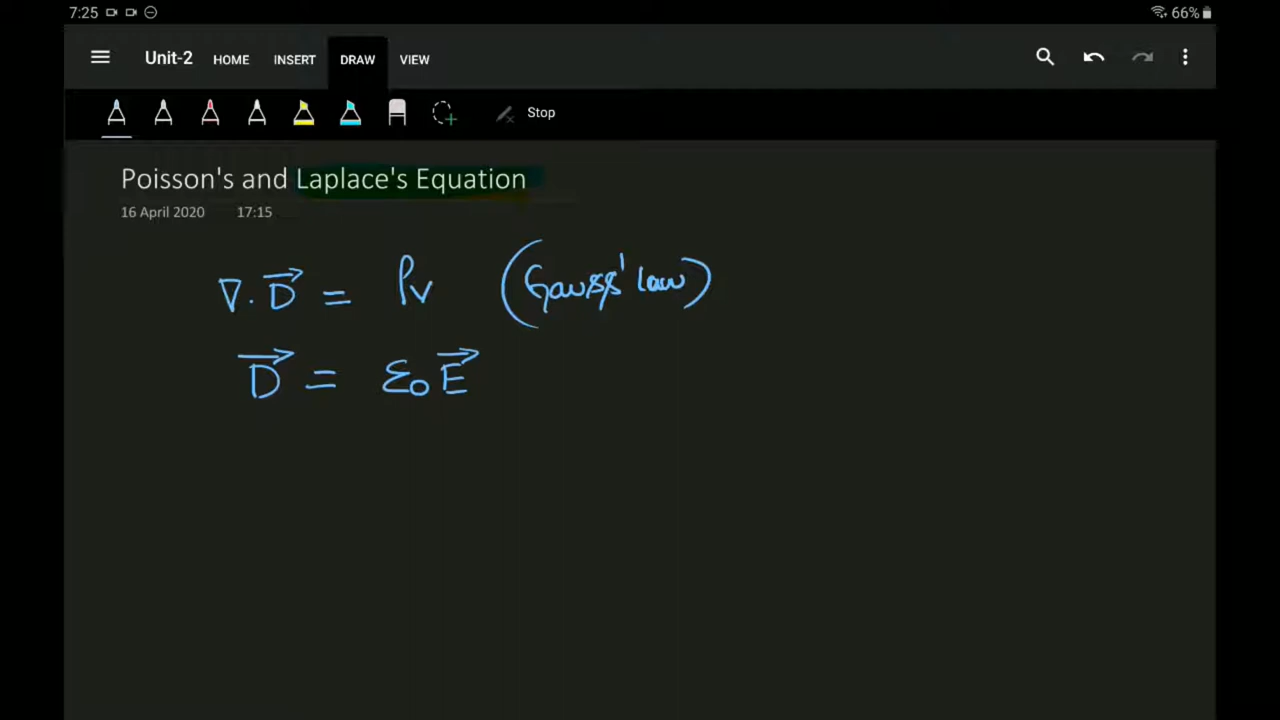 7:25 66%
Unit-2 HOME INSERT DRAW VIEW
Stop
Poisson's and Laplace's Equation
16 April 2020 17:15
∇·D⃗ = ρv (Gauss' law)
D⃗ = ε₀E⃗